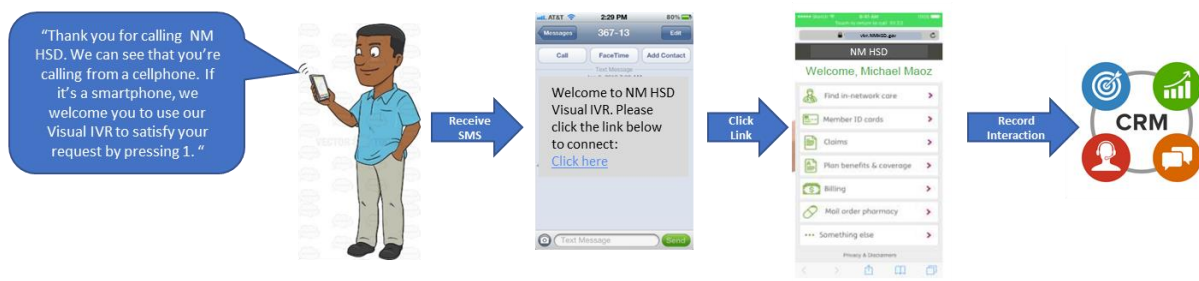 “Thank you for calling  NM
HSD. We can see that you’re
calling from a cellphone. If
it’s a smartphone, we
welcome you to use our
Visual IVR to satisfy your
request by pressing 1. “
Receive
SMS
AT&T 2:29 PM 80%
Messages 367-13 Edit
Call FaceTime Add Contact
Text Message
Welcome to NM HSD
Visual IVR. Please
click the link below
to connect:
Click here
Text Message Send
Click
Link
NM HSD
Welcome, Michael Maoz
Find in-network care
Member ID cards
Claims
Plan benefits & coverage
Billing
Mail order pharmacy
Something else
Privacy & Disclaimers
Record
Interaction
CRM